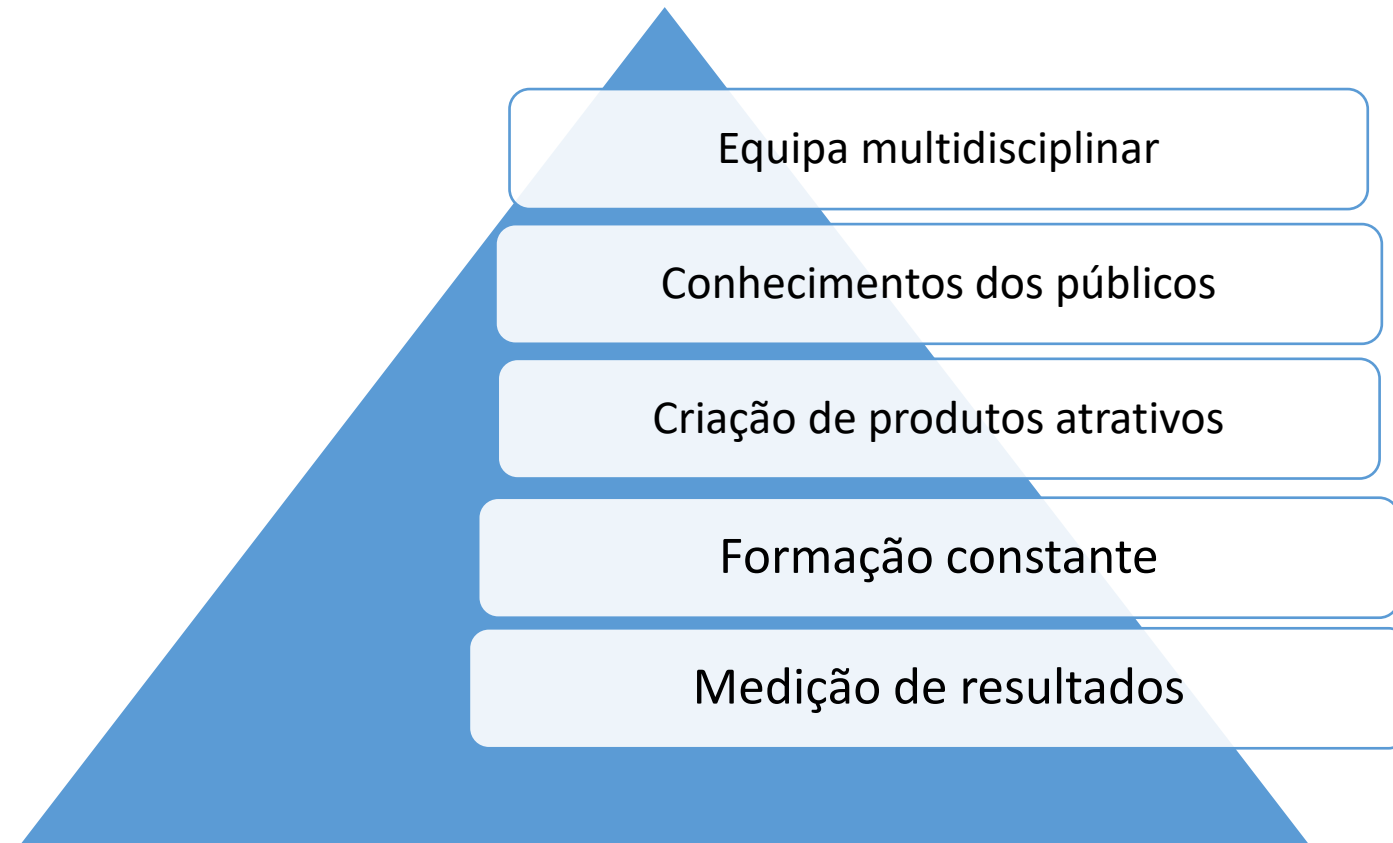 Equipa multidisciplinar
Conhecimentos dos públicos
Criação de produtos atrativos
Formação constante
Medição de resultados